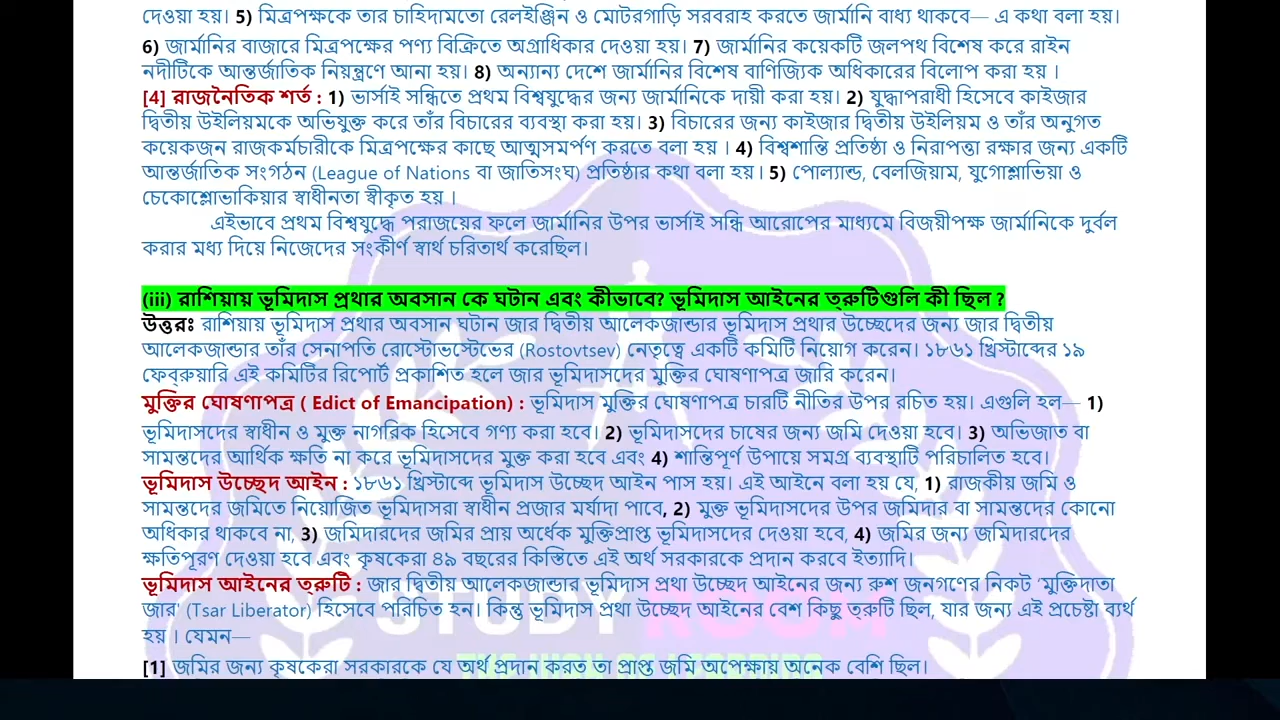 দেওয়া হয়। 5) মিত্রপক্ষকে তার চাহিদামতো রেলইঞ্জিন ও মোটরগাড়ি সরবরাহ করতে জার্মানি বাধ্য থাকবে— এ কথা বলা হয়।
6) জার্মানির বাজারে মিত্রপক্ষের পণ্য বিক্রিতে অগ্রাধিকার দেওয়া হয়। 7) জার্মানির কয়েকটি জলপথ বিশেষ করে রাইন
নদীটিকে আন্তর্জাতিক নিয়ন্ত্রণে আনা হয়। 8) অন্যান্য দেশে জার্মানির বিশেষ বাণিজ্যিক অধিকারের বিলোপ করা হয় ।
[4] রাজনৈতিক শর্ত : 1) ভার্সাই সন্ধিতে প্রথম বিশ্বযুদ্ধের জন্য জার্মানিকে দায়ী করা হয়। 2) যুদ্ধাপরাধী হিসেবে কাইজার
দ্বিতীয় উইলিয়মকে অভিযুক্ত করে তাঁর বিচারের ব্যবস্থা করা হয়। 3) বিচারের জন্য কাইজার দ্বিতীয় উইলিয়ম ও তাঁর অনুগত
কয়েকজন রাজকর্মচারীকে মিত্রপক্ষের কাছে আত্মসমর্পণ করতে বলা হয় । 4) বিশ্বশান্তি প্রতিষ্ঠা ও নিরাপত্তা রক্ষার জন্য একটি
আন্তর্জাতিক সংগঠন (League of Nations বা জাতিসংঘ) প্রতিষ্ঠার কথা বলা হয়। 5) পোল্যান্ড, বেলজিয়াম, যুগোশ্লাভিয়া ও
চেকোশ্লোভাকিয়ার স্বাধীনতা স্বীকৃত হয় ।
এইভাবে প্রথম বিশ্বযুদ্ধে পরাজয়ের ফলে জার্মানির উপর ভার্সাই সন্ধি আরোপের মাধ্যমে বিজয়ীপক্ষ জার্মানিকে দুর্বল
করার মধ্য দিয়ে নিজেদের সংকীর্ণ স্বার্থ চরিতার্থ করেছিল।
(iii) রাশিয়ায় ভূমিদাস প্রথার অবসান কে ঘটান এবং কীভাবে? ভূমিদাস আইনের ত্রুটিগুলি কী ছিল ?
উত্তরঃ রাশিয়ায় ভূমিদাস প্রথার অবসান ঘটান জার দ্বিতীয় আলেকজান্ডার ভূমিদাস প্রথার উচ্ছেদের জন্য জার দ্বিতীয়
আলেকজান্ডার তাঁর সেনাপতি রোস্টোভস্টেভের (Rostovtsev) নেতৃত্বে একটি কমিটি নিয়োগ করেন। ১৮৬১ খ্রিস্টাব্দের ১৯
ফেব্রুয়ারি এই কমিটির রিপোর্ট প্রকাশিত হলে জার ভূমিদাসদের মুক্তির ঘোষণাপত্র জারি করেন।
মুক্তির ঘোষণাপত্র ( Edict of Emancipation) : ভূমিদাস মুক্তির ঘোষণাপত্র চারটি নীতির উপর রচিত হয়। এগুলি হল— 1)
ভূমিদাসদের স্বাধীন ও মুক্ত নাগরিক হিসেবে গণ্য করা হবে। 2) ভূমিদাসদের চাষের জন্য জমি দেওয়া হবে। 3) অভিজাত বা
সামন্তদের আর্থিক ক্ষতি না করে ভূমিদাসদের মুক্ত করা হবে এবং 4) শান্তিপূর্ণ উপায়ে সমগ্র ব্যবস্থাটি পরিচালিত হবে।
ভূমিদাস উচ্ছেদ আইন : ১৮৬১ খ্রিস্টাব্দে ভূমিদাস উচ্ছেদ আইন পাস হয়। এই আইনে বলা হয় যে, 1) রাজকীয় জমি ও
সামন্তদের জমিতে নিয়োজিত ভূমিদাসরা স্বাধীন প্রজার মর্যাদা পাবে, 2) মুক্ত ভূমিদাসদের উপর জমিদার বা সামন্তদের কোনো
অধিকার থাকবে না, 3) জমিদারদের জমির প্রায় অর্ধেক মুক্তিপ্রাপ্ত ভূমিদাসদের দেওয়া হবে, 4) জমির জন্য জমিদারদের
ক্ষতিপূরণ দেওয়া হবে এবং কৃষকেরা ৪৯ বছরের কিস্তিতে এই অর্থ সরকারকে প্রদান করবে ইত্যাদি।
ভূমিদাস আইনের ত্রুটি : জার দ্বিতীয় আলেকজান্ডার ভূমিদাস প্রথা উচ্ছেদ আইনের জন্য রুশ জনগণের নিকট ‘মুক্তিদাতা
জার’ (Tsar Liberator) হিসেবে পরিচিত হন। কিন্তু ভূমিদাস প্রথা উচ্ছেদ আইনের বেশ কিছু ত্রুটি ছিল, যার জন্য এই প্রচেষ্টা ব্যর্থ
হয় । যেমন—
STUDY ROOM
[1] জমির জন্য কৃষকেরা সরকারকে যে অর্থ প্রদান করত তা প্রাপ্ত জমি অপেক্ষায় অনেক বেশি ছিল।